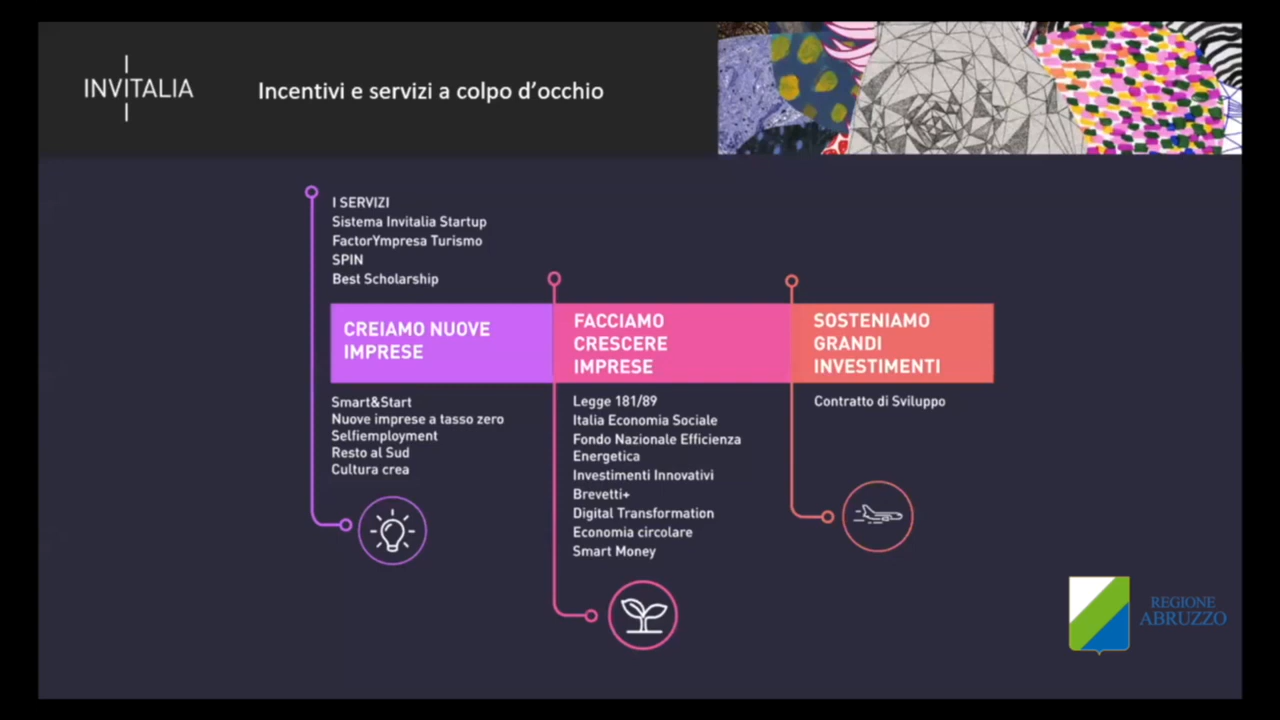 INVITALIA
Incentivi e servizi a colpo d'occhio
I SERVIZI
Sistema Invitalia Startup
FactorYmpresa Turismo
SPIN
Best Scholarship
CREIAMO NUOVE
IMPRESE
Smart&Start
Nuove imprese a tasso zero
Selfiemployment
Resto al Sud
Cultura crea
FACCIAMO
CRESCERE
IMPRESE
Legge 181/89
Italia Economia Sociale
Fondo Nazionale Efficienza
Energetica
Investimenti Innovativi
Brevetti+
Digital Transformation
Economia circolare
Smart Money
SOSTENIAMO
GRANDI
INVESTIMENTI
Contratto di Sviluppo
REGIONE
ABRUZZO